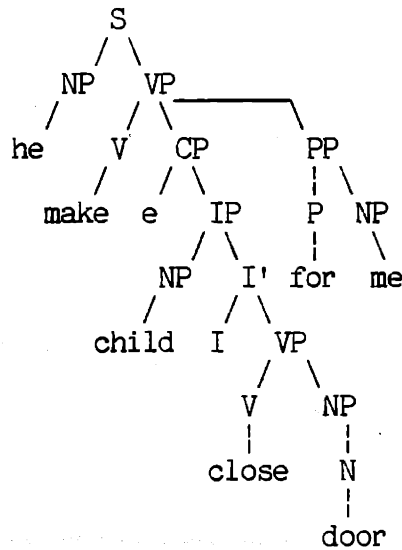 S
NP VP
he V CP PP
make e IP P NP
NP I' for me
child I VP
V NP
close N
door